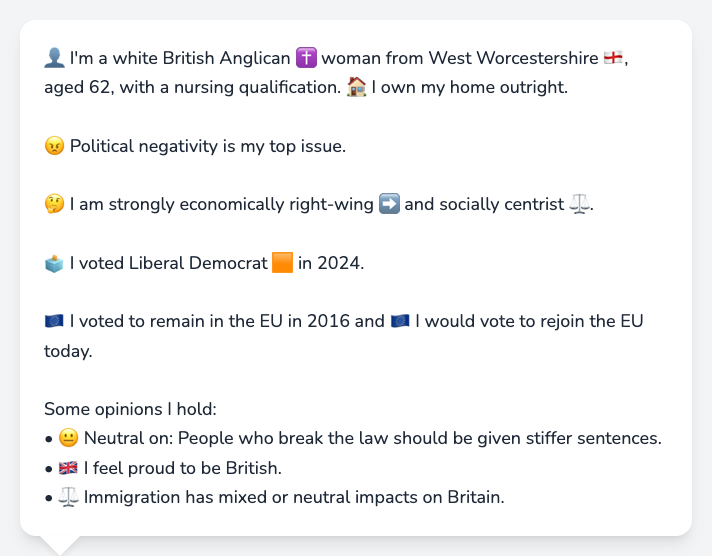 👤 I'm a white British Anglican ✝️ woman from West Worcestershire 🏴󠁧󠁢󠁥󠁮󠁧󠁿,
aged 62, with a nursing qualification. 🏠 I own my home outright.
😠 Political negativity is my top issue.
🤔 I am strongly economically right-wing ➡️ and socially centrist ⚖️.
🗳️ I voted Liberal Democrat 🟧 in 2024.
🇪🇺 I voted to remain in the EU in 2016 and 🇪🇺 I would vote to rejoin the EU
today.
Some opinions I hold:
• 😐 Neutral on: People who break the law should be given stiffer sentences.
• 🇬🇧 I feel proud to be British.
• ⚖️ Immigration has mixed or neutral impacts on Britain.